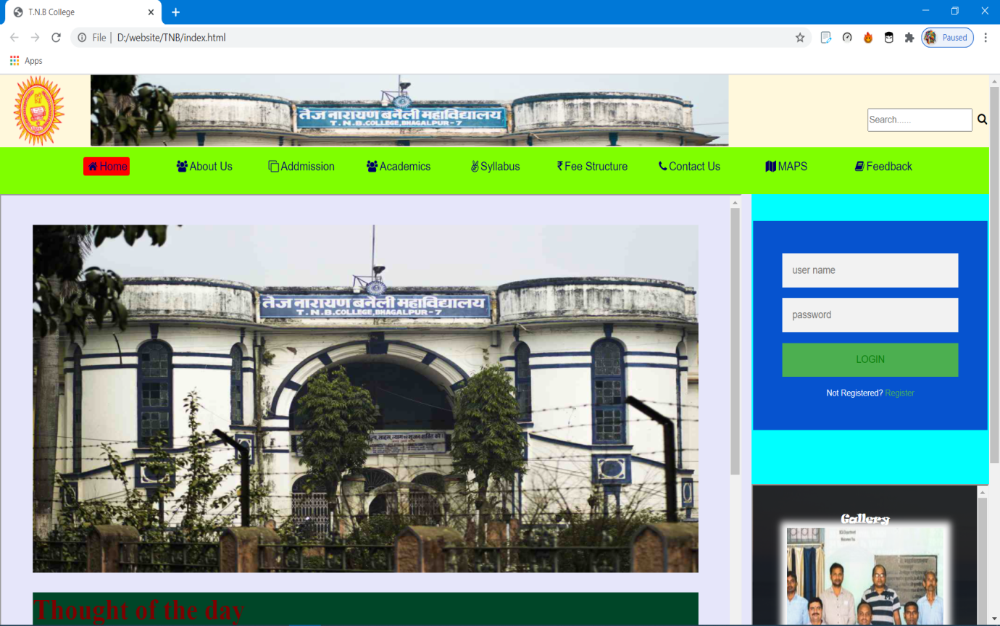 T.N.B College
File | D:/website/TNB/index.html
Paused
Apps
तेज नारायण बनैली महाविद्यालय
T.N.B.COLLEGE,BHAGALPUR-7
Search......
Home
About Us
Addmission
Academics
Syllabus
₹ Fee Structure
Contact Us
MAPS
Feedback
तेज नारायण बनैली महाविद्यालय
T.N.B.COLLEGE,BHAGALPUR-7
user name
password
LOGIN
Not Registered? Register
Gallery
Thought of the day